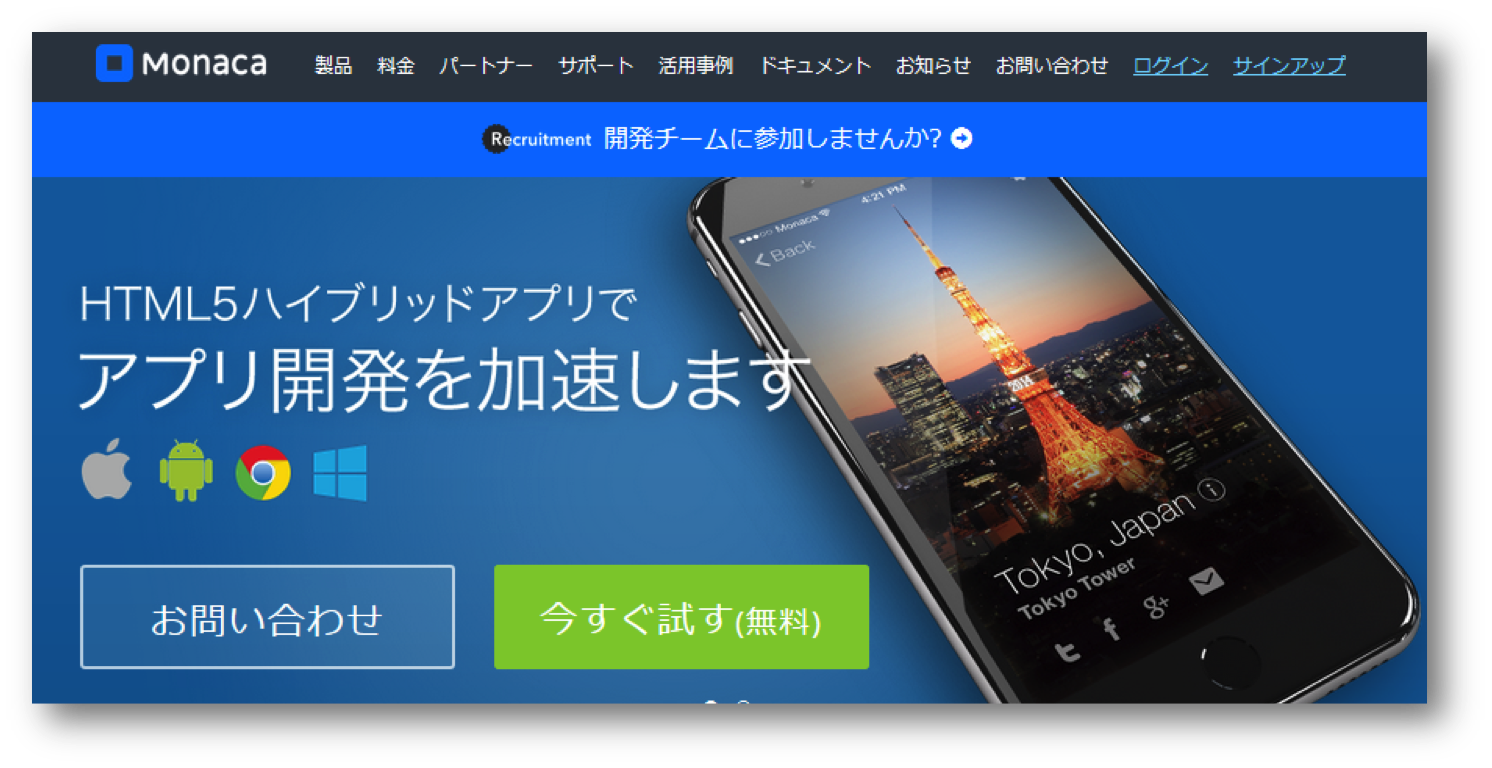 Monaca 製品 料金 パートナー サポート 活用事例 ドキュメント お知らせ お問い合わせ ログイン サインアップ
Recruitment 開発チームに参加しませんか?
Monaca 4:21 PM
Back
HTML5ハイブリッドアプリで
アプリ開発を加速します
Tokyo, Japan
Tokyo Tower
お問い合わせ
今すぐ試す(無料)